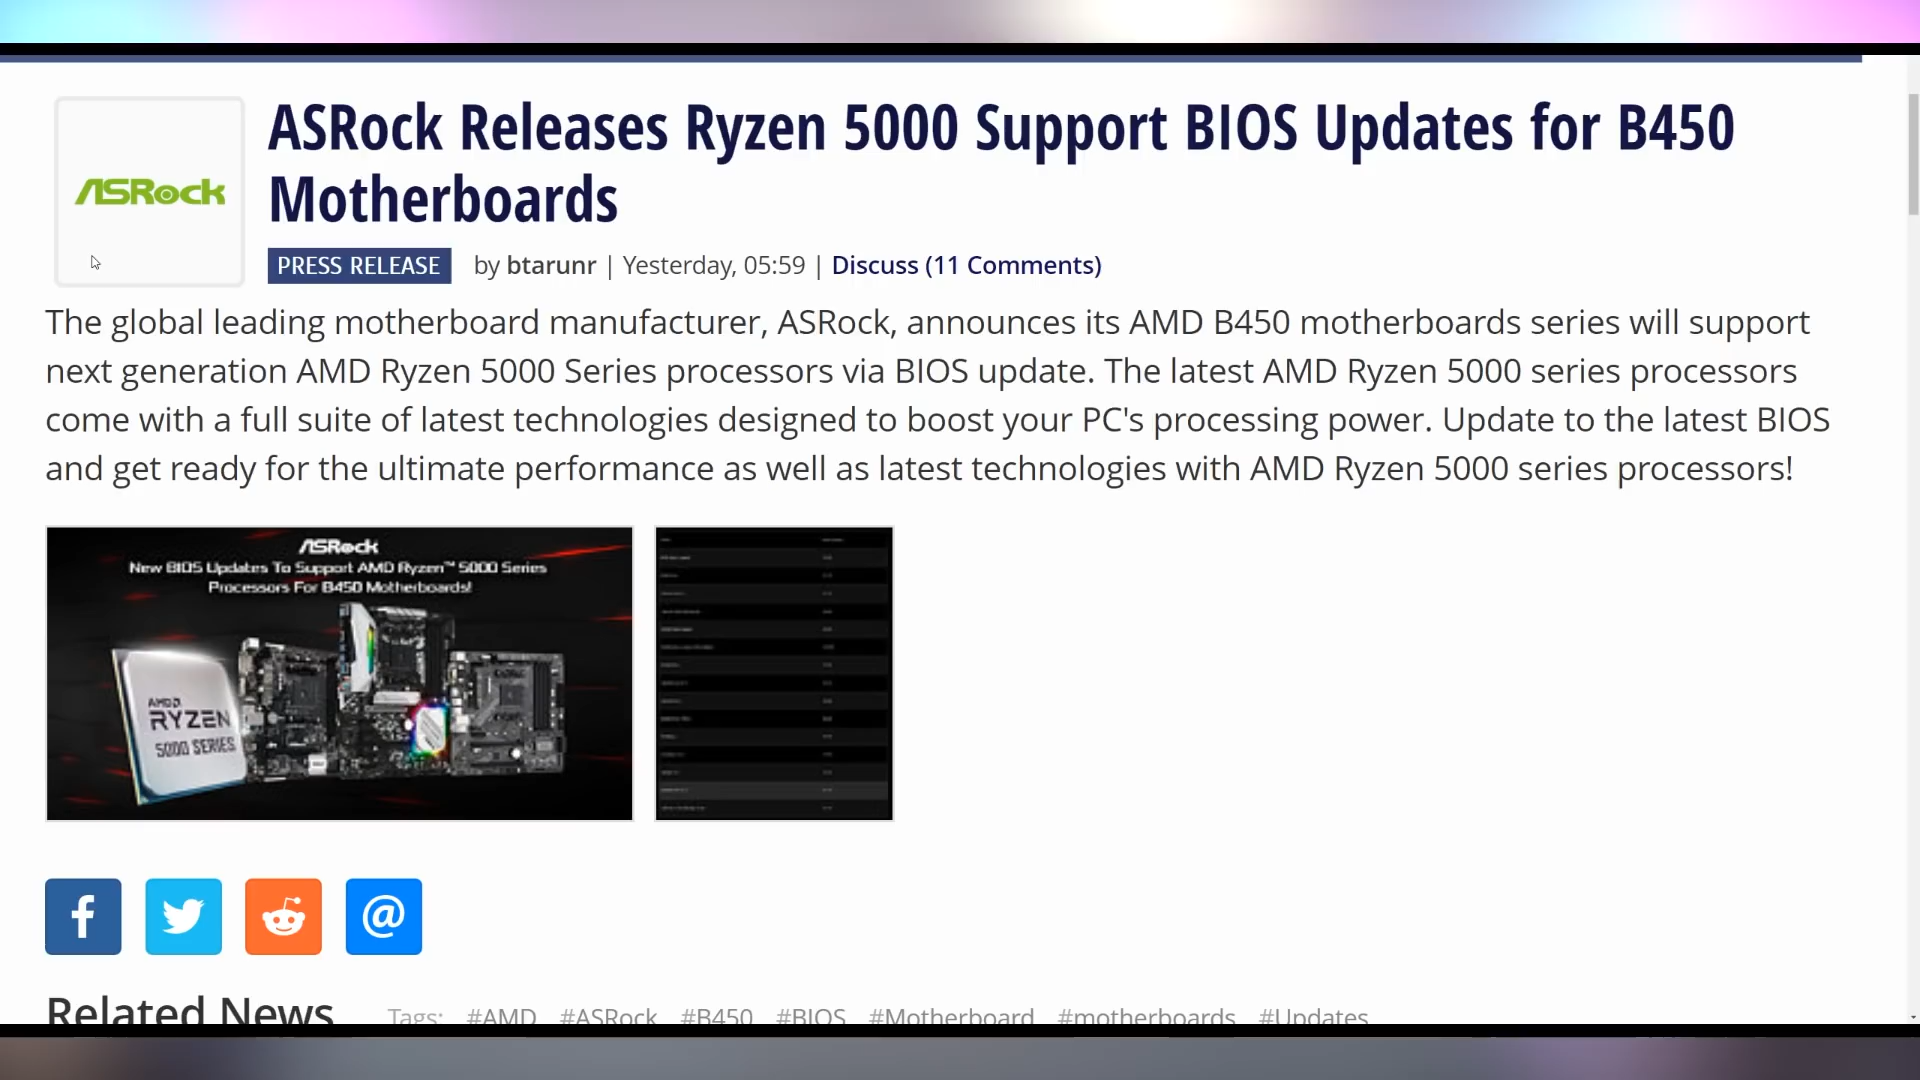 ASRock
ASRock Releases Ryzen 5000 Support BIOS Updates for B450
Motherboards
PRESS RELEASE by btarunr | Yesterday, 05:59 | Discuss (11 Comments)
The global leading motherboard manufacturer, ASRock, announces its AMD B450 motherboards series will support
next generation AMD Ryzen 5000 Series processors via BIOS update. The latest AMD Ryzen 5000 series processors
come with a full suite of latest technologies designed to boost your PC's processing power. Update to the latest BIOS
and get ready for the ultimate performance as well as latest technologies with AMD Ryzen 5000 series processors!
ASRock
New BIOS Updates To Support AMD Ryzen™ 5000 Series
Processors For B450 Motherboards!
AMD
RYZEN
5000 SERIES
Related News Tags: #AMD #ASRock #B450 #BIOS #Motherboard #motherboards #Updates